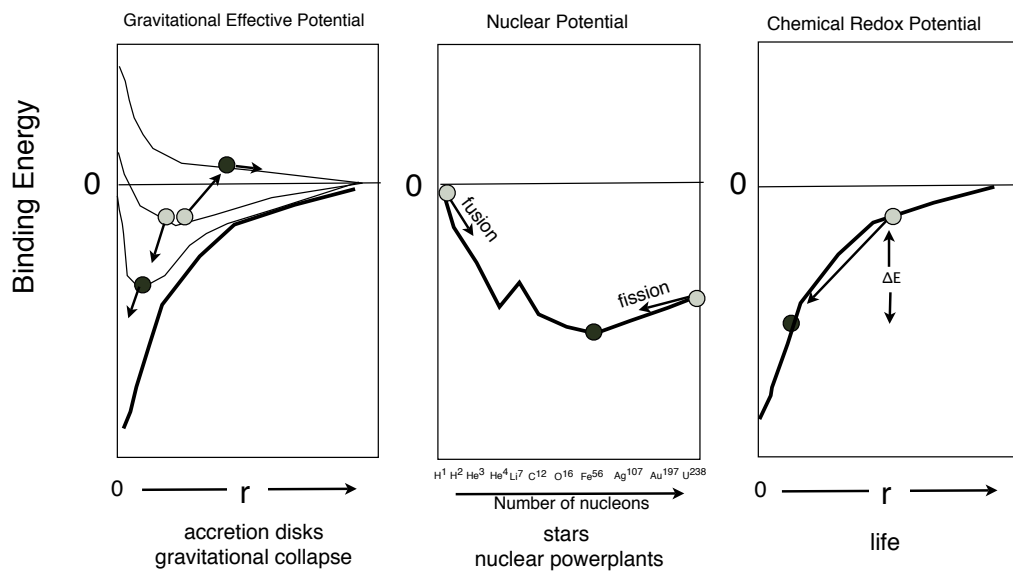 Gravitational Effective Potential
Nuclear Potential
Chemical Redox Potential
Binding Energy
0
0
0
fusion
fission
ΔE
H¹ H² He³ He⁴ Li⁷ C¹² O¹⁶ Fe⁵⁶ Ag¹⁰⁷ Au¹⁹⁷ U²³⁸
0
r
Number of nucleons
0
r
accretion disks
gravitational collapse
stars
nuclear powerplants
life